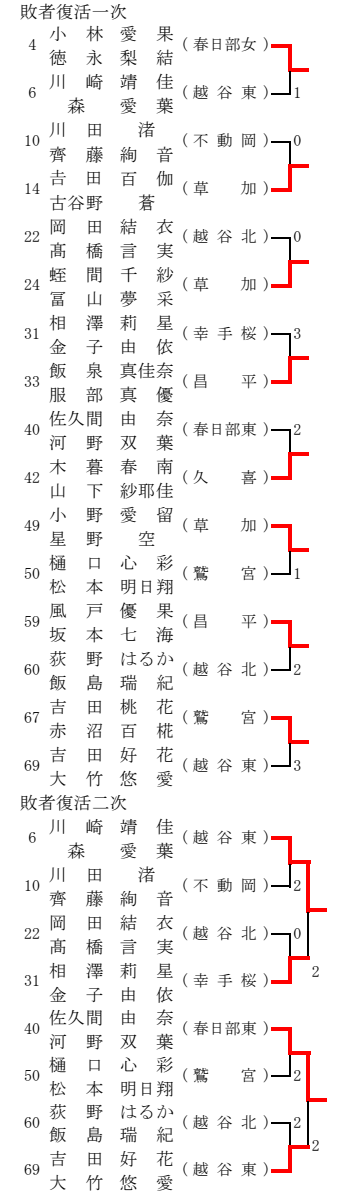 敗者復活一次
4 小林愛果 (春日部女)
徳永梨結
6 川崎靖佳 (越谷東) 1
森愛葉
10 川田渚 (不動岡) 0
齊藤絢音
14 吉田百伽 (草加)
古谷野蒼
22 岡田結衣 (越谷北) 0
髙橋言実
24 蛭間千紗 (草加)
冨山夢采
31 相澤莉星 (幸手桜) 3
金子由依
33 飯泉真佳奈 (昌平)
服部真優
40 佐久間由奈 (春日部東) 2
河野双葉
42 木暮春南 (久喜)
山下紗耶佳
49 小野愛留 (草加)
星野空
50 樋口心彩 (鷲宮) 1
松本明日翔
59 風戸優果 (昌平)
坂本七海
60 荻野はるか (越谷北) 2
飯島瑞紀
67 吉田桃花 (鷲宮)
赤沼百椛
69 吉田好花 (越谷東) 3
大竹悠愛
敗者復活二次
6 川崎靖佳 (越谷東)
森愛葉
10 川田渚 (不動岡) 2
齊藤絢音
22 岡田結衣 (越谷北) 0
髙橋言実
2
31 相澤莉星 (幸手桜)
金子由依
40 佐久間由奈 (春日部東)
河野双葉
50 樋口心彩 (鷲宮) 2
松本明日翔
60 荻野はるか (越谷北) 2
飯島瑞紀
2
69 吉田好花 (越谷東)
大竹悠愛